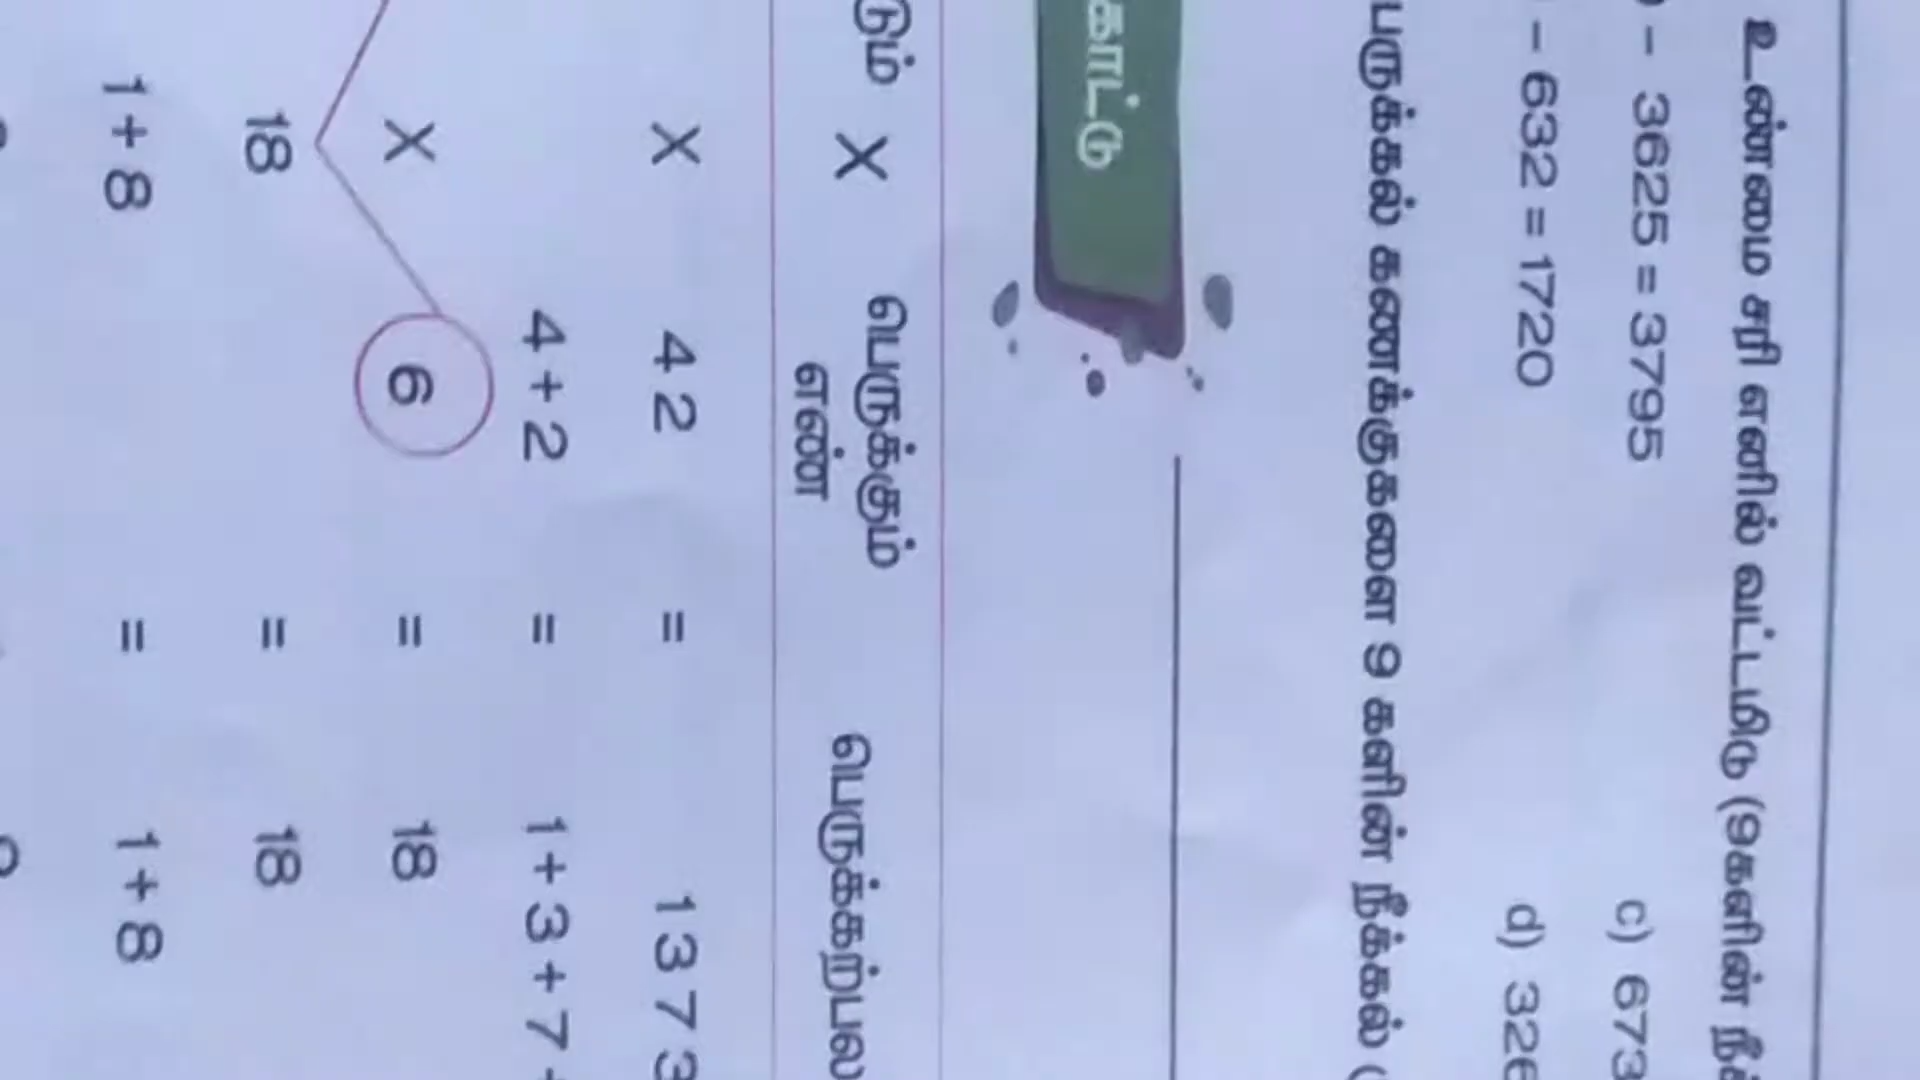 உண்மை சரி எனில் வட்டமிடு (9களின்
- 3625 = 3795 c) 673
- 632 = 1720 d) 326
பெருக்கல் கணக்குகளை 9 களின் நீக்கல் (
காட்டு
டும் X பெருக்கும் எண் = பெருக்கற்பல
X 4 2 = 1 3 7 3
4 + 2 = 1 + 3 + 7 +
X 6 = 18
18 = 18
1 + 8 = 1 + 8